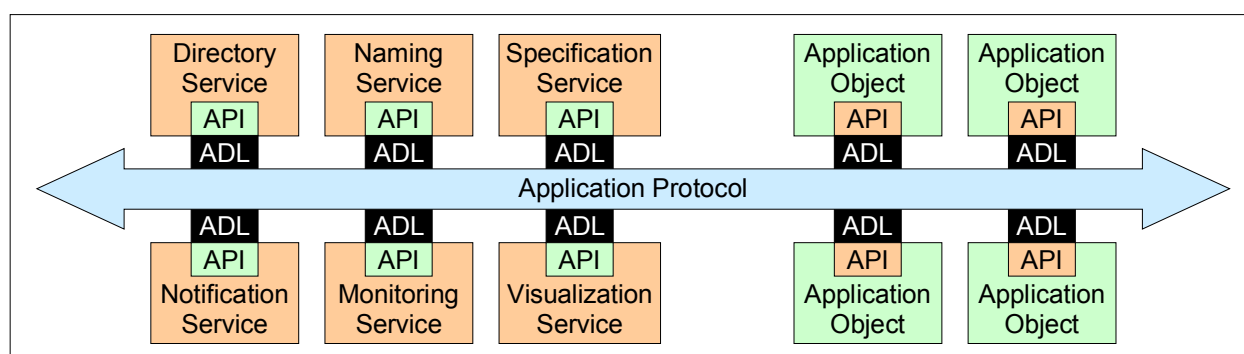 Directory
Service
API
ADL
Naming
Service
API
ADL
Specification
Service
API
ADL
Application
Object
API
ADL
Application
Object
API
ADL
Application Protocol
ADL
API
Notification
Service
ADL
API
Monitoring
Service
ADL
API
Visualization
Service
ADL
API
Application
Object
ADL
API
Application
Object